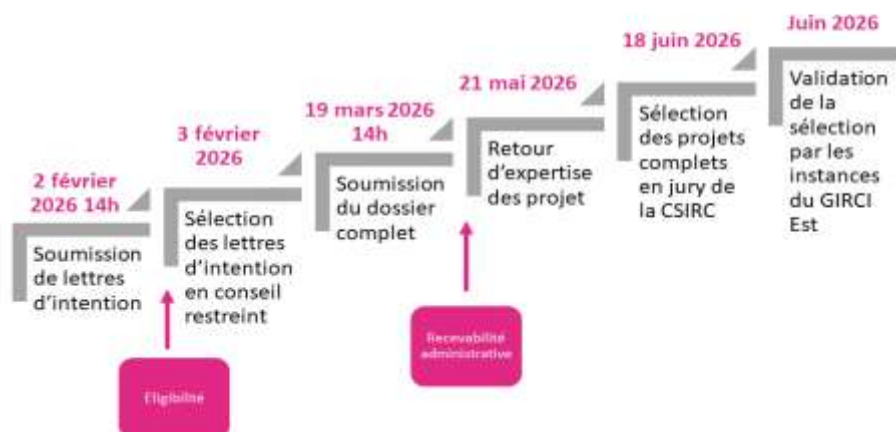 2 février
2026 14h
Soumission
de lettres
d'intention
Eligibilité
3 février
2026
Sélection
des lettres
d'intention
en conseil
restreint
19 mars 2026
14h
Soumission
du dossier
complet
Recevabilité
administrative
21 mai 2026
Retour
d'expertise
des projet
18 juin 2026
Sélection
des projets
complets
en jury de
la CSIRC
Juin 2026
Validation
de la
sélection
par les
instances
du GIRCI
Est